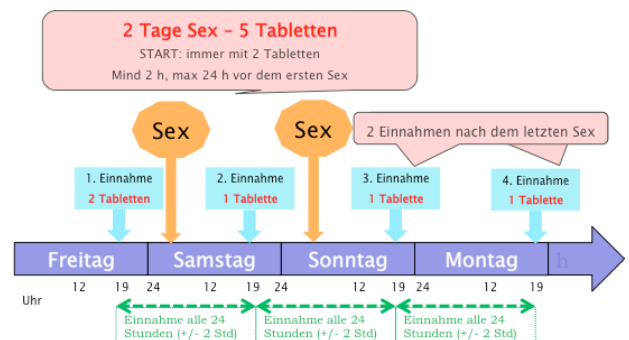 2 Tage Sex – 5 Tabletten
START: immer mit 2 Tabletten
Mind 2 h, max 24 h vor dem ersten Sex
Sex
Sex
2 Einnahmen nach dem letzten Sex
1. Einnahme
2 Tabletten
2. Einnahme
1 Tablette
3. Einnahme
1 Tablette
4. Einnahme
1 Tablette
Freitag
Samstag
Sonntag
Montag
h
Uhr
12 19 24 12 19 24 12 19 24 12 19
Einnahme alle 24
Stunden (+/- 2 Std)
Einnahme alle 24
Stunden (+/- 2 Std)
Einnahme alle 24
Stunden (+/- 2 Std)